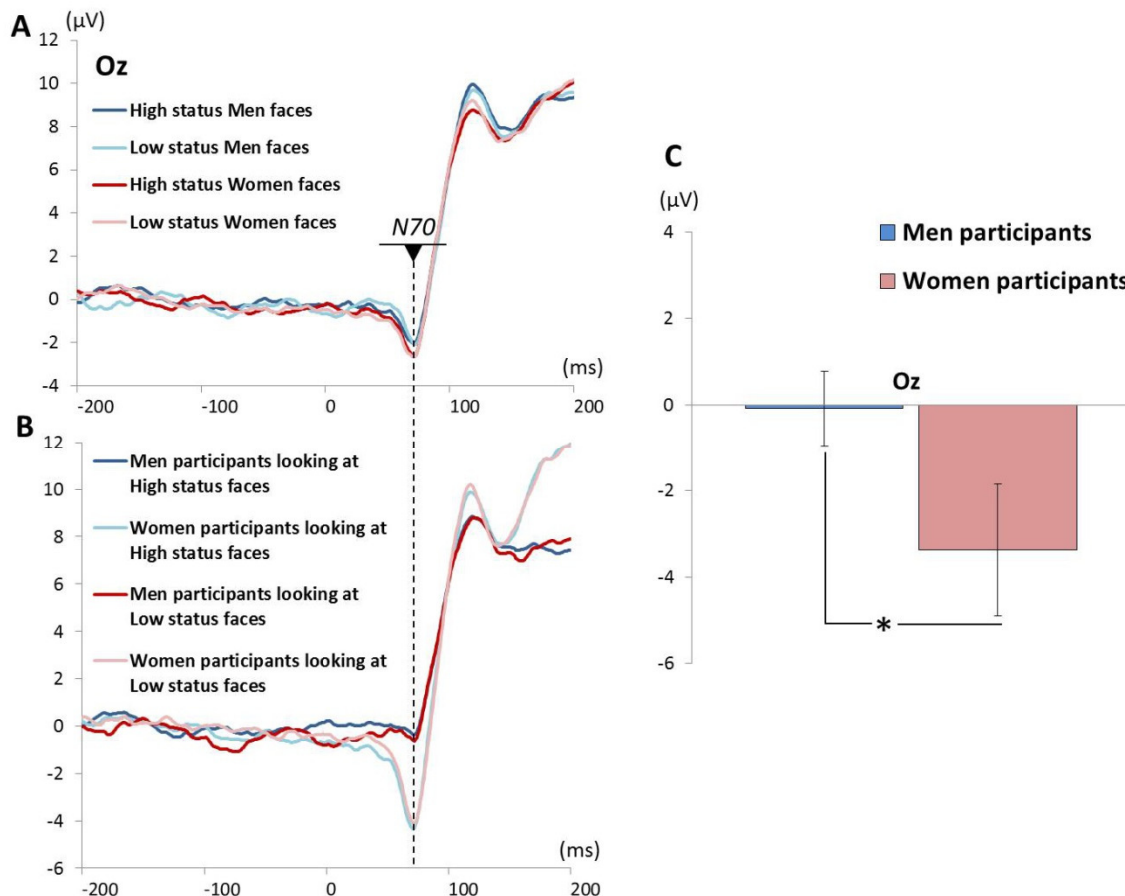 A
(μV)
12
10
8
6
4
2
0
-2
-4
Oz
High status Men faces
Low status Men faces
High status Women faces
Low status Women faces
N70
(ms)
-200
-100
0
100
200
B
12
10
8
6
4
2
0
-2
-4
-6
Men participants looking at
High status faces
Women participants looking at
High status faces
Men participants looking at
Low status faces
Women participants looking at
Low status faces
(ms)
-200
-100
0
100
200
C
(μV)
4
2
0
-2
-4
-6
Men participants
Women participants
Oz
*